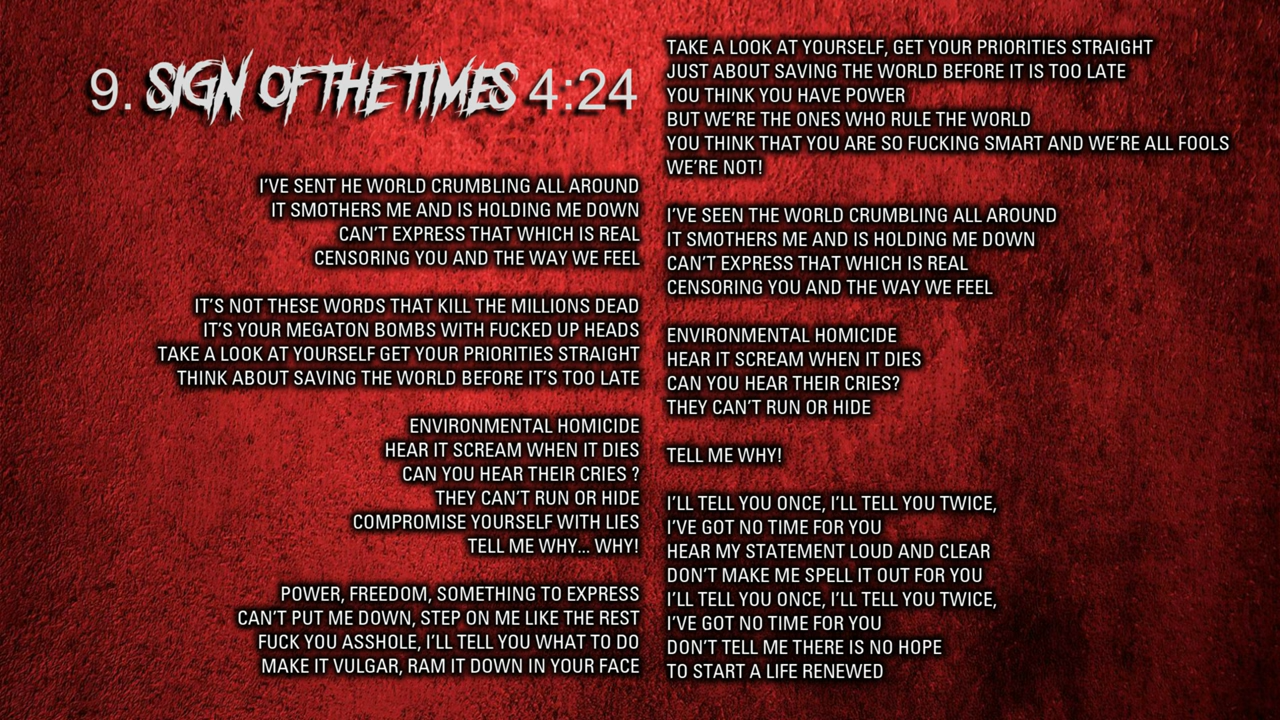 9. SIGN OF THE TIMES 4:24
I'VE SENT HE WORLD CRUMBLING ALL AROUND
IT SMOTHERS ME AND IS HOLDING ME DOWN
CAN'T EXPRESS THAT WHICH IS REAL
CENSORING YOU AND THE WAY WE FEEL
IT'S NOT THESE WORDS THAT KILL THE MILLIONS DEAD
IT'S YOUR MEGATON BOMBS WITH FUCKED UP HEADS
TAKE A LOOK AT YOURSELF GET YOUR PRIORITIES STRAIGHT
THINK ABOUT SAVING THE WORLD BEFORE IT'S TOO LATE
ENVIRONMENTAL HOMICIDE
HEAR IT SCREAM WHEN IT DIES
CAN YOU HEAR THEIR CRIES ?
THEY CAN'T RUN OR HIDE
COMPROMISE YOURSELF WITH LIES
TELL ME WHY... WHY!
POWER, FREEDOM, SOMETHING TO EXPRESS
CAN'T PUT ME DOWN, STEP ON ME LIKE THE REST
FUCK YOU ASSHOLE, I'LL TELL YOU WHAT TO DO
MAKE IT VULGAR, RAM IT DOWN IN YOUR FACE
TAKE A LOOK AT YOURSELF, GET YOUR PRIORITIES STRAIGHT
JUST ABOUT SAVING THE WORLD BEFORE IT IS TOO LATE
YOU THINK YOU HAVE POWER
BUT WE'RE THE ONES WHO RULE THE WORLD
YOU THINK THAT YOU ARE SO FUCKING SMART AND WE'RE ALL FOOLS
WE'RE NOT!
I'VE SEEN THE WORLD CRUMBLING ALL AROUND
IT SMOTHERS ME AND IS HOLDING ME DOWN
CAN'T EXPRESS THAT WHICH IS REAL
CENSORING YOU AND THE WAY WE FEEL
ENVIRONMENTAL HOMICIDE
HEAR IT SCREAM WHEN IT DIES
CAN YOU HEAR THEIR CRIES?
THEY CAN'T RUN OR HIDE
TELL ME WHY!
I'LL TELL YOU ONCE, I'LL TELL YOU TWICE,
I'VE GOT NO TIME FOR YOU
HEAR MY STATEMENT LOUD AND CLEAR
DON'T MAKE ME SPELL IT OUT FOR YOU
I'LL TELL YOU ONCE, I'LL TELL YOU TWICE,
I'VE GOT NO TIME FOR YOU
DON'T TELL ME THERE IS NO HOPE
TO START A LIFE RENEWED